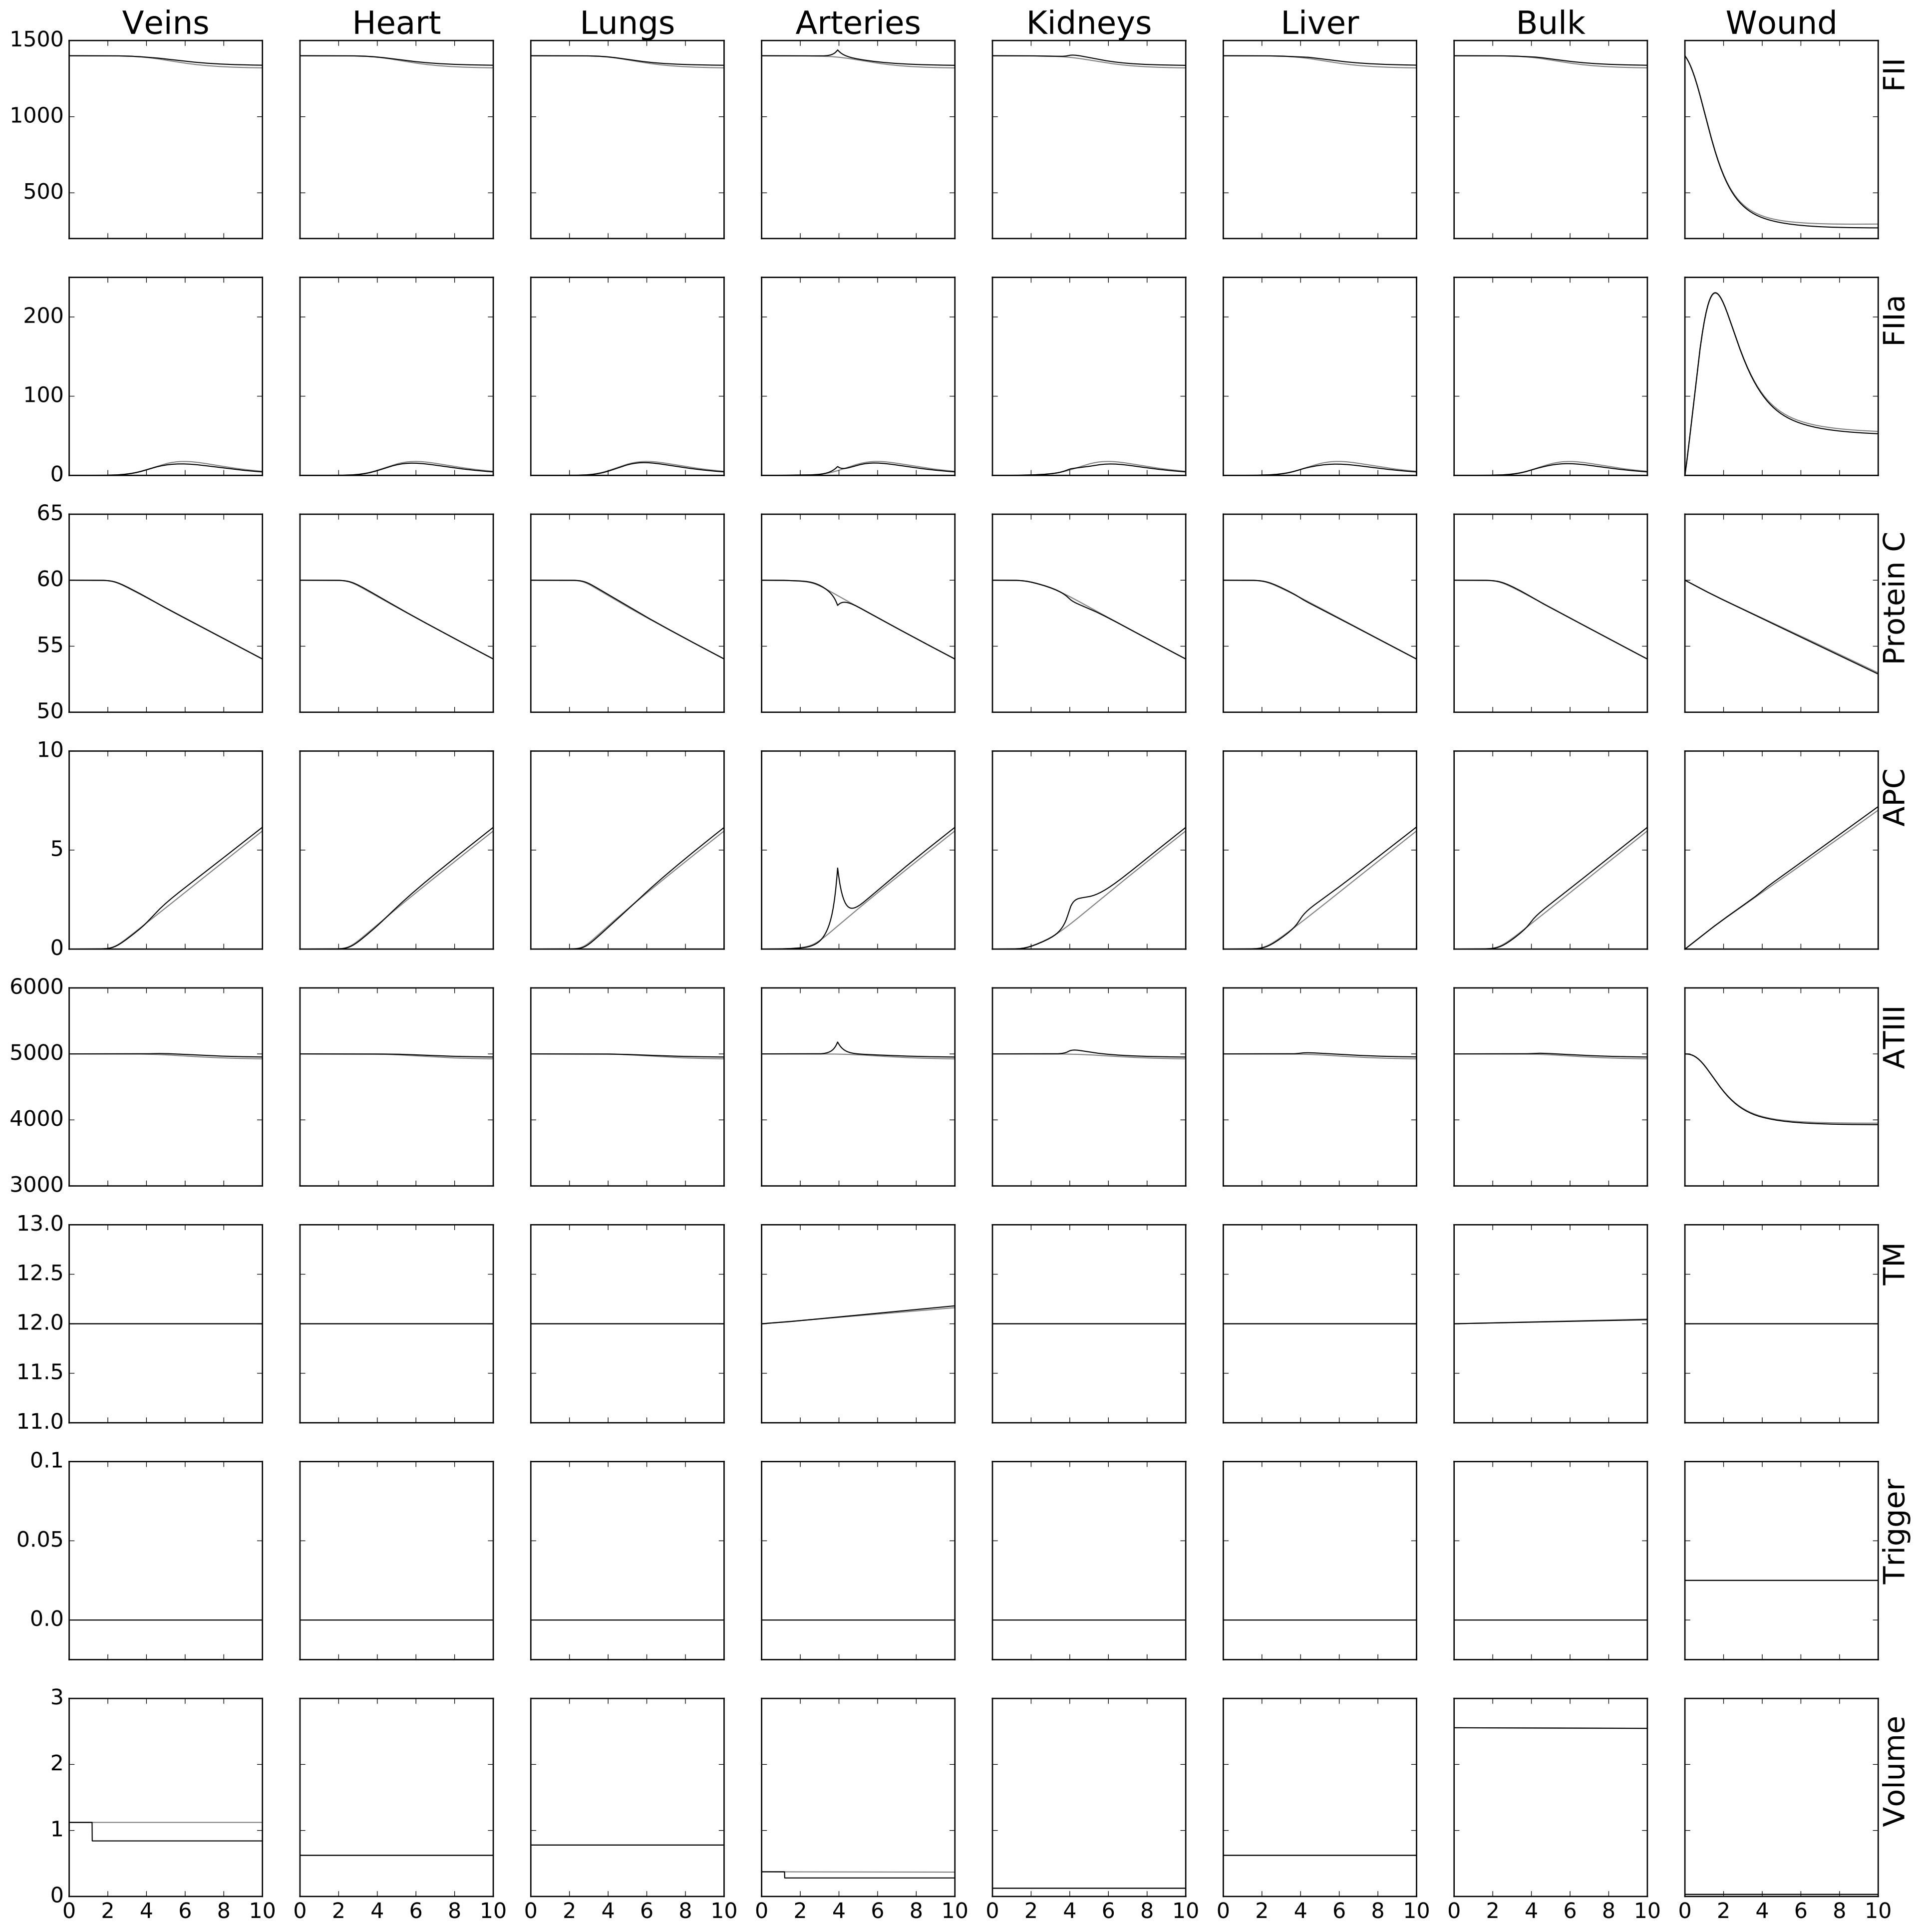 Veins Heart Lungs Arteries Kidneys Liver Bulk Wound
1500
1000
500
FII
200
100
0
FIIa
65
60
55
50
Protein C
10
5
0
APC
6000
5000
4000
3000
ATIII
13.0
12.5
12.0
11.5
11.0
TM
0.1
0.05
0.0
Trigger
3
2
1
0
Volume
0 2 4 6 8 10 0 2 4 6 8 10 0 2 4 6 8 10 0 2 4 6 8 10 0 2 4 6 8 10 0 2 4 6 8 10 0 2 4 6 8 10 0 2 4 6 8 10